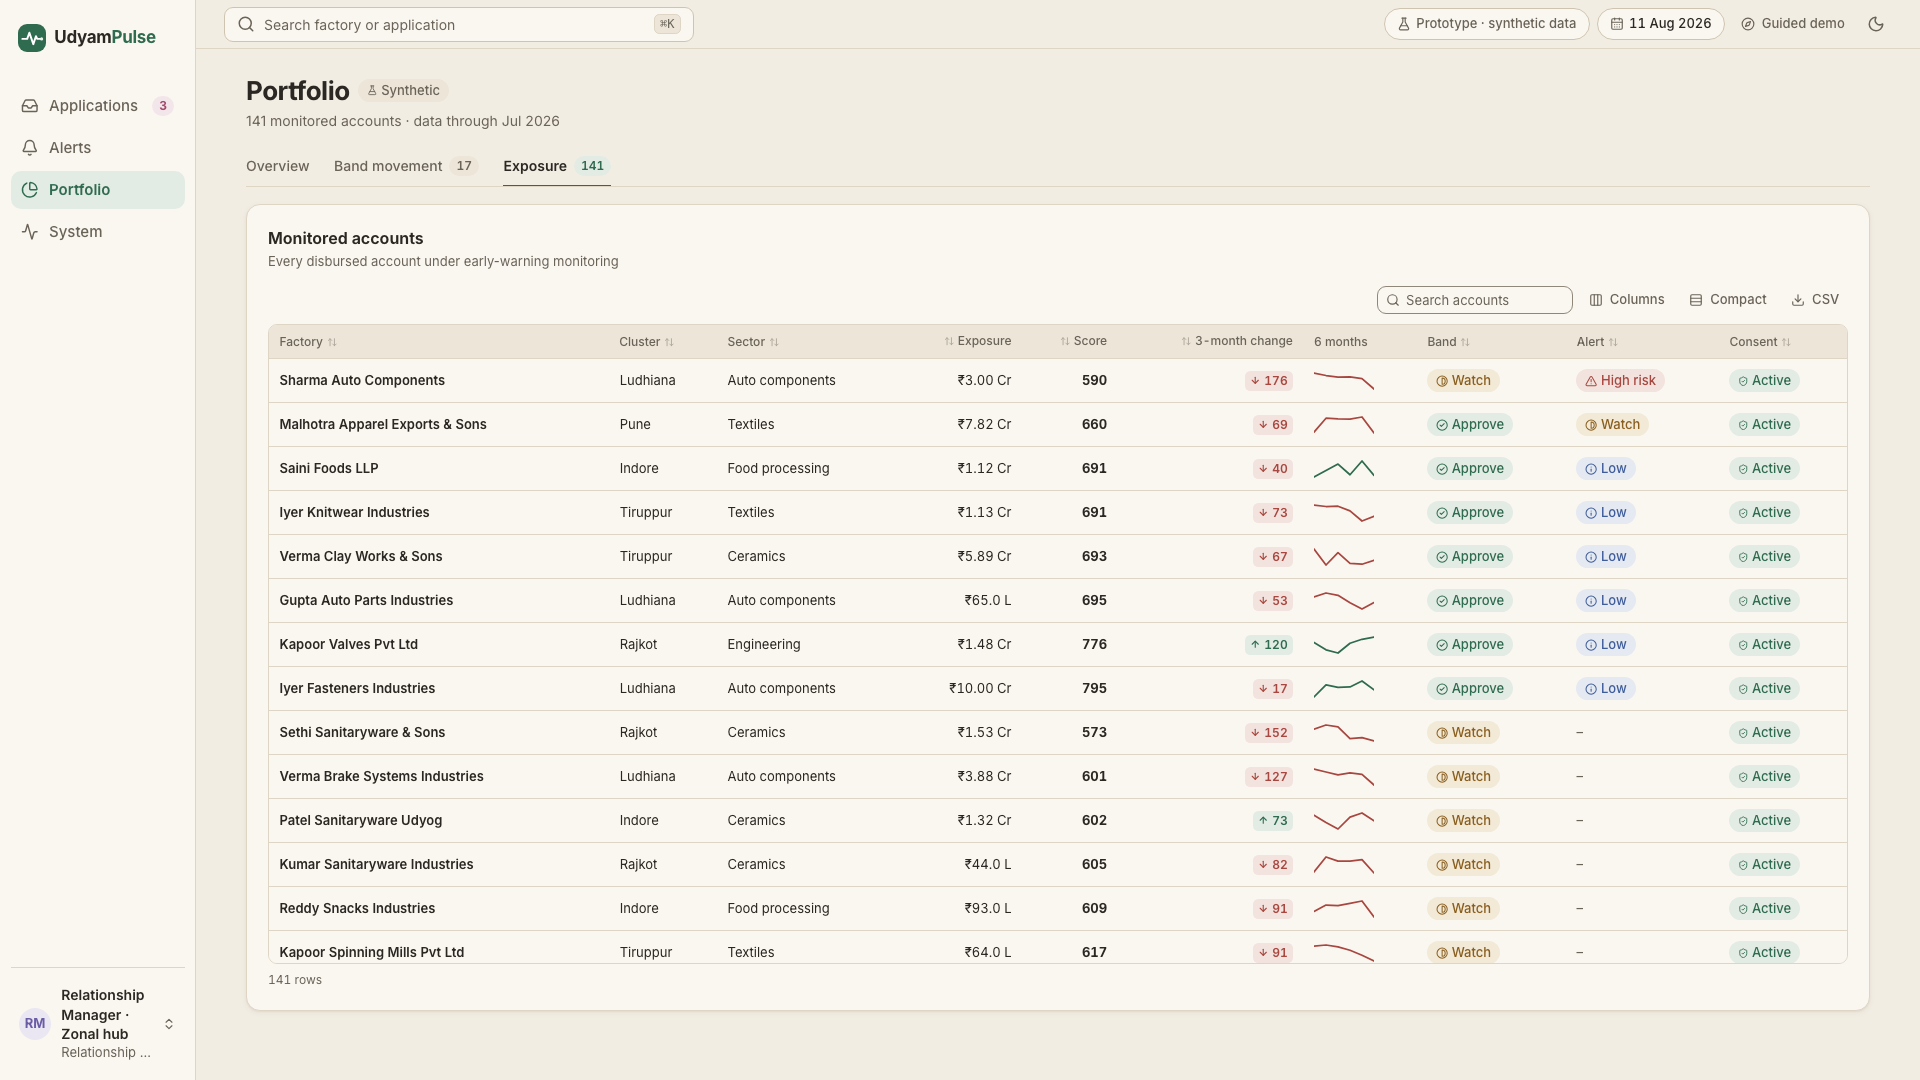 UdyamPulse
Search factory or application ⌘K
Prototype · synthetic data
11 Aug 2026
Guided demo
Applications 3
Alerts
Portfolio
System
Portfolio Synthetic
141 monitored accounts · data through Jul 2026
Overview Band movement 17 Exposure 141
Monitored accounts
Every disbursed account under early-warning monitoring
Search accounts Columns Compact CSV
Factory Cluster Sector Exposure Score 3-month change 6 months Band Alert Consent
Sharma Auto Components Ludhiana Auto components ₹3.00 Cr 590 ↓ 176 Watch High risk Active
Malhotra Apparel Exports & Sons Pune Textiles ₹7.82 Cr 660 ↓ 69 Approve Watch Active
Saini Foods LLP Indore Food processing ₹1.12 Cr 691 ↓ 40 Approve Low Active
Iyer Knitwear Industries Tiruppur Textiles ₹1.13 Cr 691 ↓ 73 Approve Low Active
Verma Clay Works & Sons Tiruppur Ceramics ₹5.89 Cr 693 ↓ 67 Approve Low Active
Gupta Auto Parts Industries Ludhiana Auto components ₹65.0 L 695 ↓ 53 Approve Low Active
Kapoor Valves Pvt Ltd Rajkot Engineering ₹1.48 Cr 776 ↑ 120 Approve Low Active
Iyer Fasteners Industries Ludhiana Auto components ₹10.00 Cr 795 ↓ 17 Approve Low Active
Sethi Sanitaryware & Sons Rajkot Ceramics ₹1.53 Cr 573 ↓ 152 Watch – Active
Verma Brake Systems Industries Ludhiana Auto components ₹3.88 Cr 601 ↓ 127 Watch – Active
Patel Sanitaryware Udyog Indore Ceramics ₹1.32 Cr 602 ↑ 73 Watch – Active
Kumar Sanitaryware Industries Rajkot Ceramics ₹44.0 L 605 ↓ 82 Watch – Active
Reddy Snacks Industries Indore Food processing ₹93.0 L 609 ↓ 91 Watch – Active
Kapoor Spinning Mills Pvt Ltd Tiruppur Textiles ₹64.0 L 617 ↓ 91 Watch – Active
141 rows
RM
Relationship
Manager ·
Zonal hub
Relationship ...